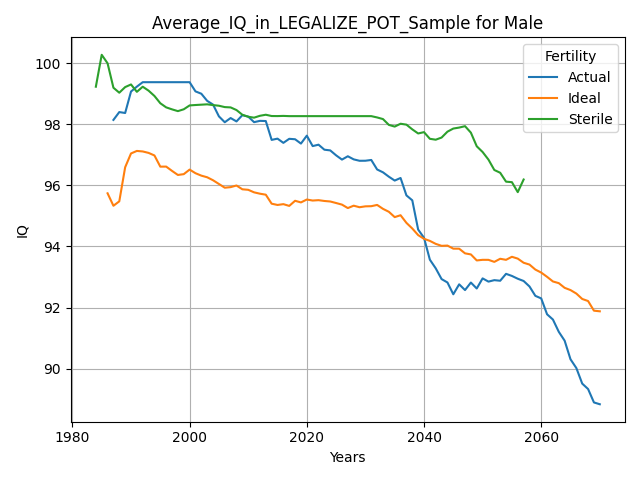 Average_IQ_in_LEGALIZE_POT_Sample for Male
IQ
100
98
96
94
92
90
1980
2000
2020
2040
2060
Years
Fertility
Actual
Ideal
Sterile